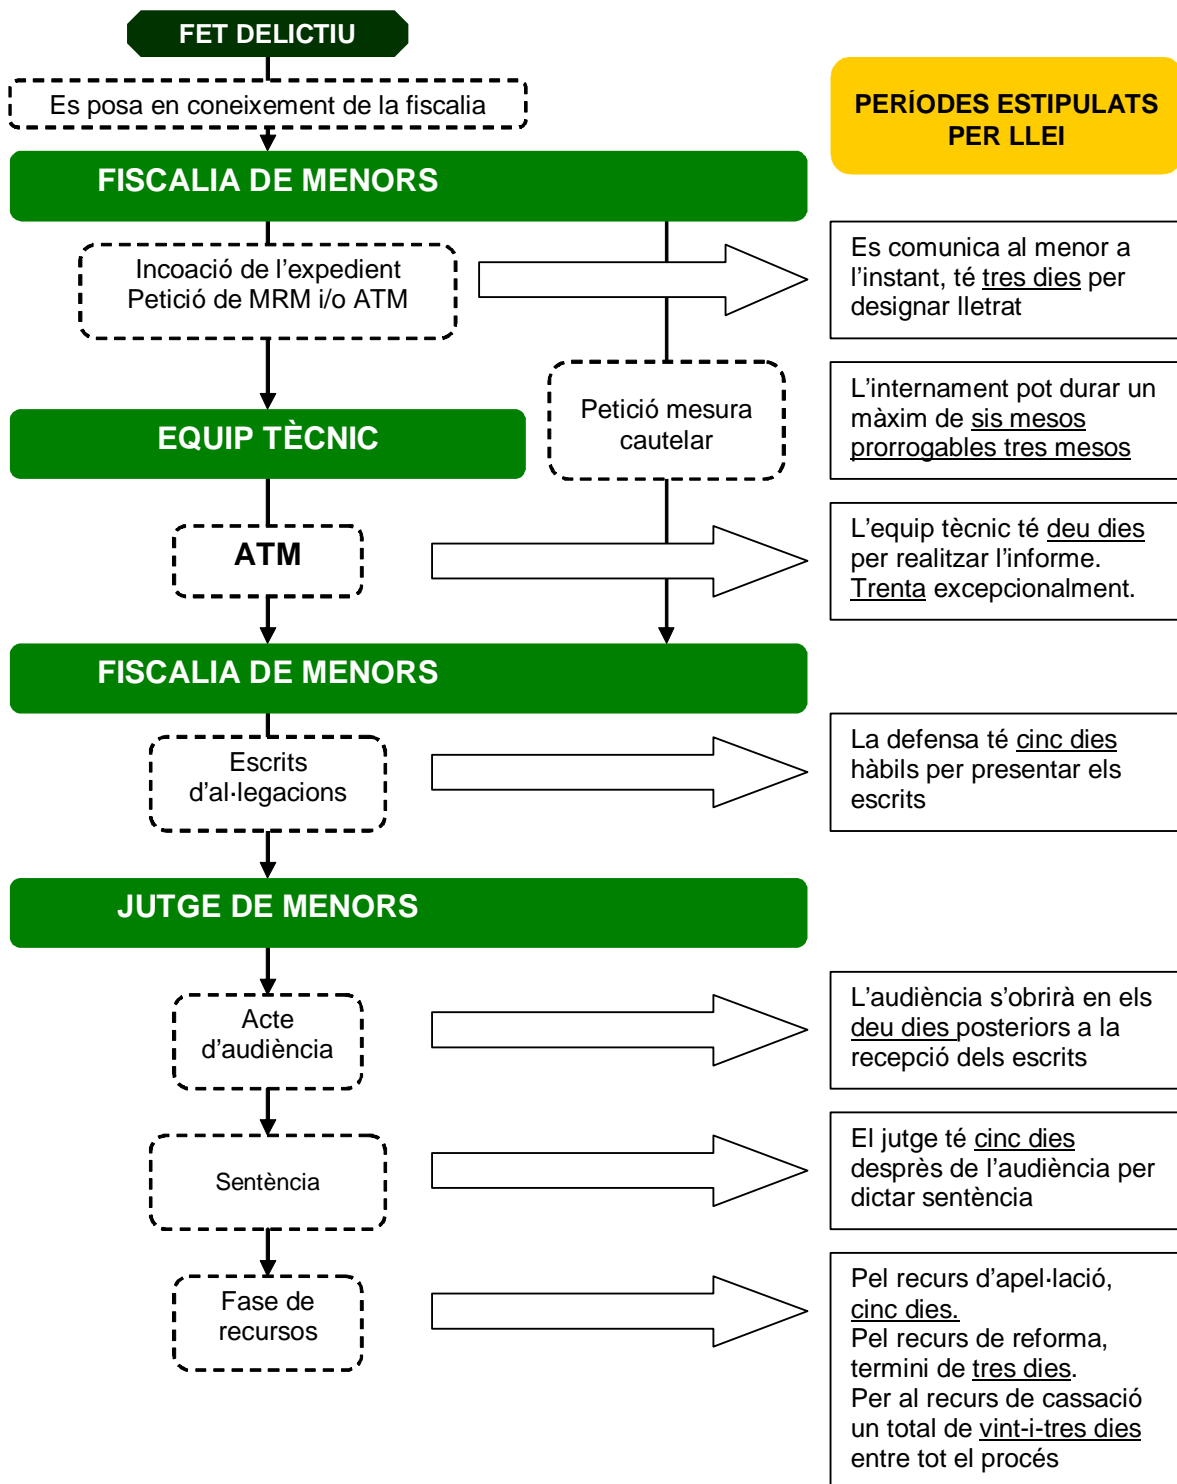 FET DELICTIU
Es posa en coneixement de la fiscalia
PERÍODES ESTIPULATS
PER LLEI
FISCALIA DE MENORS
Incoació de l’expedient
Petició de MRM i/o ATM
Es comunica al menor a
l’instant, té tres dies per
designar lletrat
Petició mesura
cautelar
L’internament pot durar un
màxim de sis mesos
prorrogables tres mesos
EQUIP TÈCNIC
ATM
L’equip tècnic té deu dies
per realitzar l’informe.
Trenta excepcionalment.
FISCALIA DE MENORS
Escrits
d’al·legacions
La defensa té cinc dies
hàbils per presentar els
escrits
JUTGE DE MENORS
Acte
d’audiència
L’audiència s’obrirà en els
deu dies posteriors a la
recepció dels escrits
Sentència
El jutge té cinc dies
desprès de l’audiència per
dictar sentència
Fase de
recursos
Pel recurs d’apel·lació,
cinc dies.
Pel recurs de reforma,
termini de tres dies.
Per al recurs de cassació
un total de vint-i-tres dies
entre tot el procés